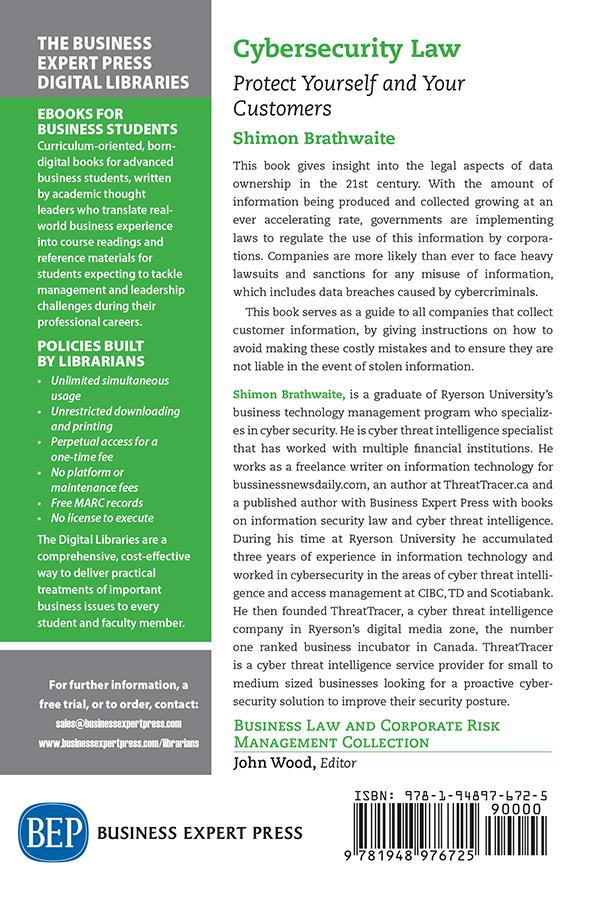 THE BUSINESS
EXPERT PRESS
DIGITAL LIBRARIES
EBOOKS FOR
BUSINESS STUDENTS
Curriculum-oriented, born-
digital books for advanced
business students, written
by academic thought
leaders who translate real-
world business experience
into course readings and
reference materials for
students expecting to tackle
management and leadership
challenges during their
professional careers.
POLICIES BUILT
BY LIBRARIANS
• Unlimited simultaneous
usage
• Unrestricted downloading
and printing
• Perpetual access for a
one-time fee
• No platform or
maintenance fees
• Free MARC records
• No license to execute
The Digital Libraries are a
comprehensive, cost-effective
way to deliver practical
treatments of important
business issues to every
student and faculty member.
For further information, a
free trial, or to order, contact:
sales@businessexpertpress.com
www.businessexpertpress.com/librarians
Cybersecurity Law
Protect Yourself and Your
Customers
Shimon Brathwaite
This book gives insight into the legal aspects of data
ownership in the 21st century. With the amount of
information being produced and collected growing at an
ever accelerating rate, governments are implementing
laws to regulate the use of this information by corpora-
tions. Companies are more likely than ever to face heavy
lawsuits and sanctions for any misuse of information,
which includes data breaches caused by cybercriminals.
This book serves as a guide to all companies that collect
customer information, by giving instructions on how to
avoid making these costly mistakes and to ensure they are
not liable in the event of stolen information.
Shimon Brathwaite, is a graduate of Ryerson University's
business technology management program who specializ-
es in cyber security. He is cyber threat intelligence specialist
that has worked with multiple financial institutions. He
works as a freelance writer on information technology for
bussinessnewsdaily.com, an author at ThreatTracer.ca and
a published author with Business Expert Press with books
on information security law and cyber threat intelligence.
During his time at Ryerson University he accumulated
three years of experience in information technology and
worked in cybersecurity in the areas of cyber threat intelli-
gence and access management at CIBC, TD and Scotiabank.
He then founded ThreatTracer, a cyber threat intelligence
company in Ryerson's digital media zone, the number
one ranked business incubator in Canada. ThreatTracer
is a cyber threat intelligence service provider for small to
medium sized businesses looking for a proactive cyber-
security solution to improve their security posture.
BUSINESS LAW AND CORPORATE RISK
MANAGEMENT COLLECTION
John Wood, Editor
BEP BUSINESS EXPERT PRESS
ISBN: 978-1-94897-672-5
90000
9 781948 976725